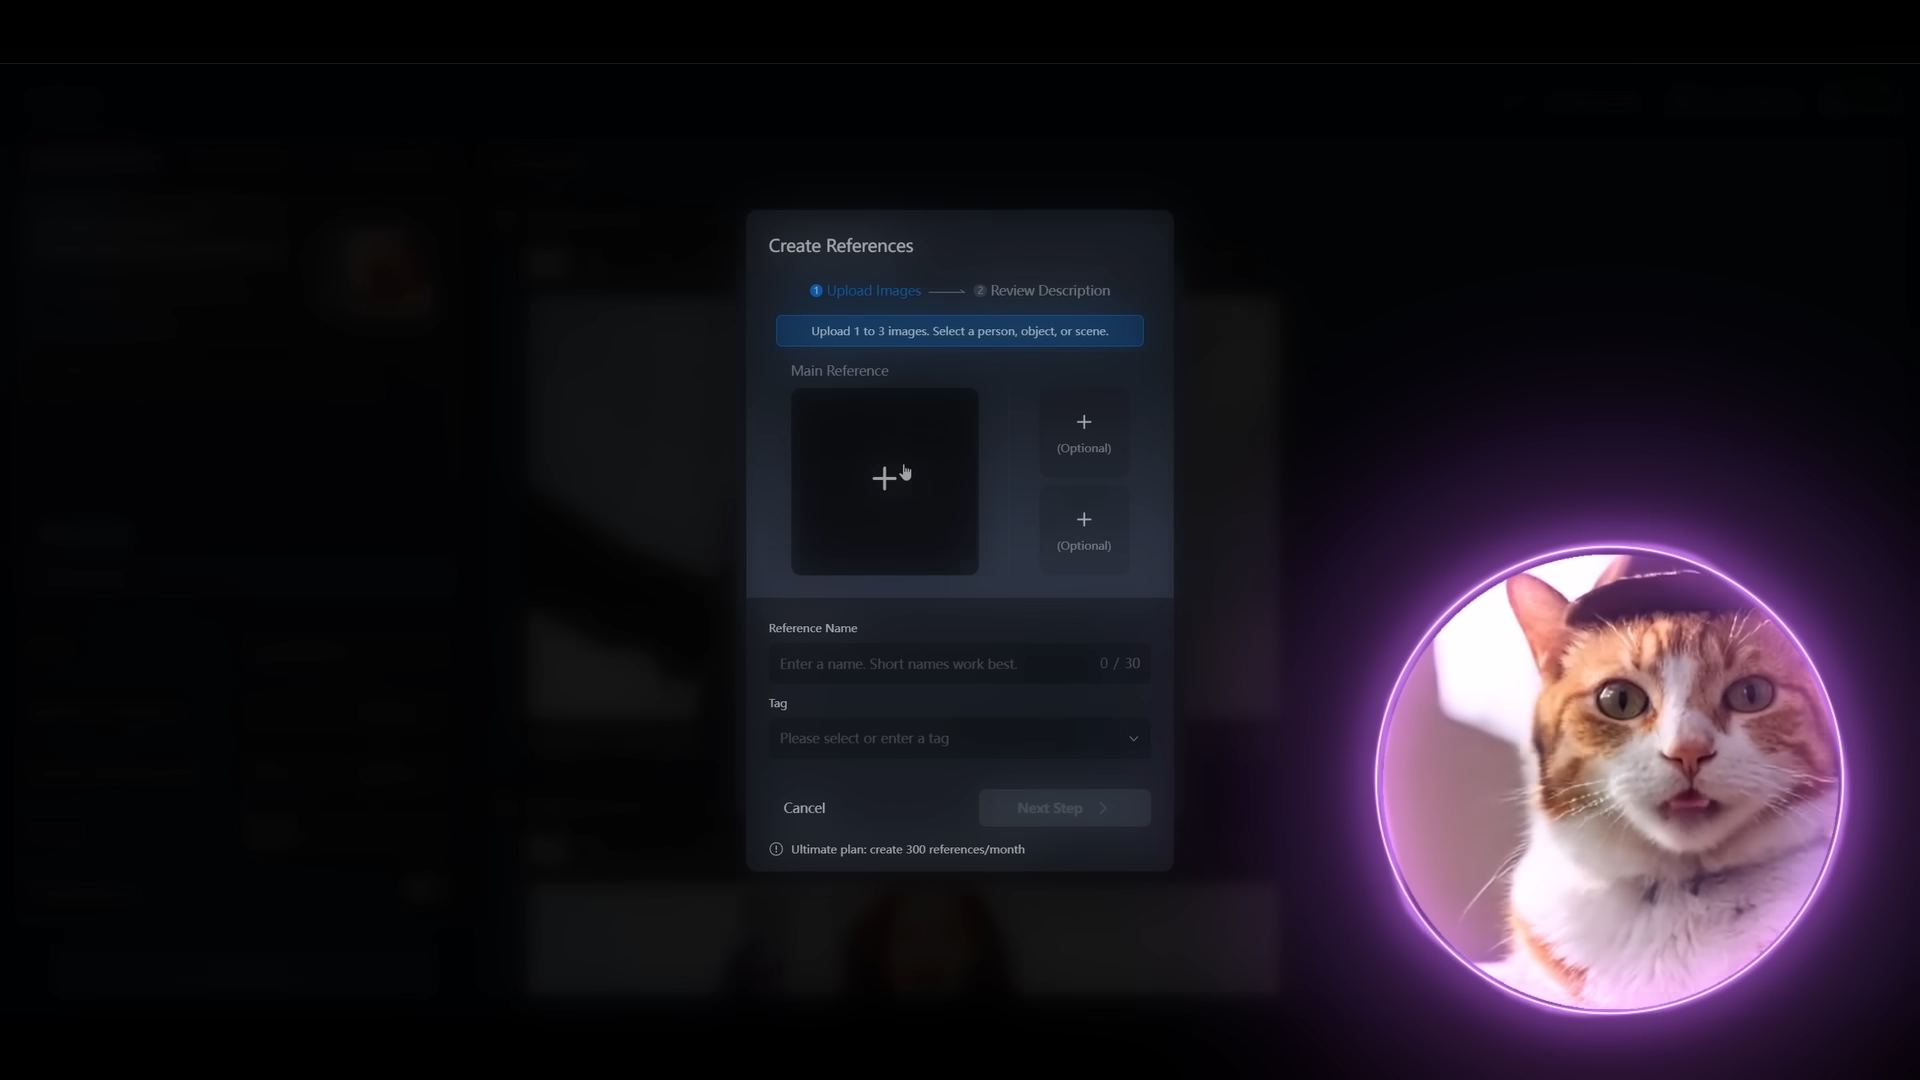 Create References
1 Upload Images
2 Review Description
Upload 1 to 3 images. Select a person, object, or scene.
Main Reference
(Optional)
(Optional)
Reference Name
Enter a name. Short names work best. 0 / 30
Tag
Please select or enter a tag
Cancel
Next Step
Ultimate plan: create 300 references/month